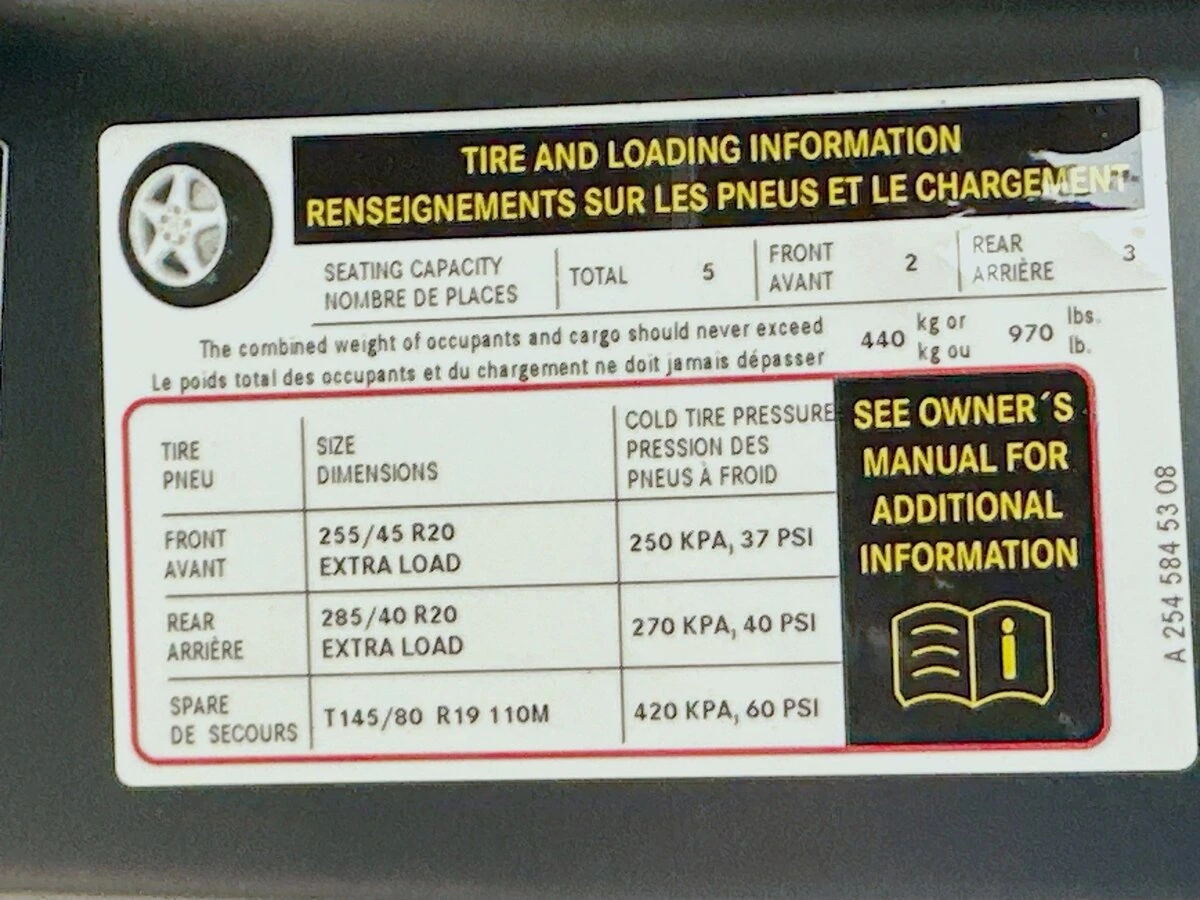 TIRE AND LOADING INFORMATION
RENSEIGNEMENTS SUR LES PNEUS ET LE CHARGEMENT
SEATING CAPACITY
NOMBRE DE PLACES
TOTAL 5
FRONT
AVANT
2
REAR
ARRIÈRE
3
The combined weight of occupants and cargo should never exceed
Le poids total des occupants et du chargement ne doit jamais dépasser
440
kg or
kg ou
970
lbs.
lb.
TIRE
PNEU
SIZE
DIMENSIONS
COLD TIRE PRESSURE
PRESSION DES
PNEUS À FROID
FRONT
AVANT
255/45 R20
EXTRA LOAD
250 KPA, 37 PSI
REAR
ARRIÈRE
285/40 R20
EXTRA LOAD
270 KPA, 40 PSI
SPARE
DE SECOURS
T145/80 R19 110M
420 KPA, 60 PSI
SEE OWNER´S
MANUAL FOR
ADDITIONAL
INFORMATION
i
A 254 584 53 08